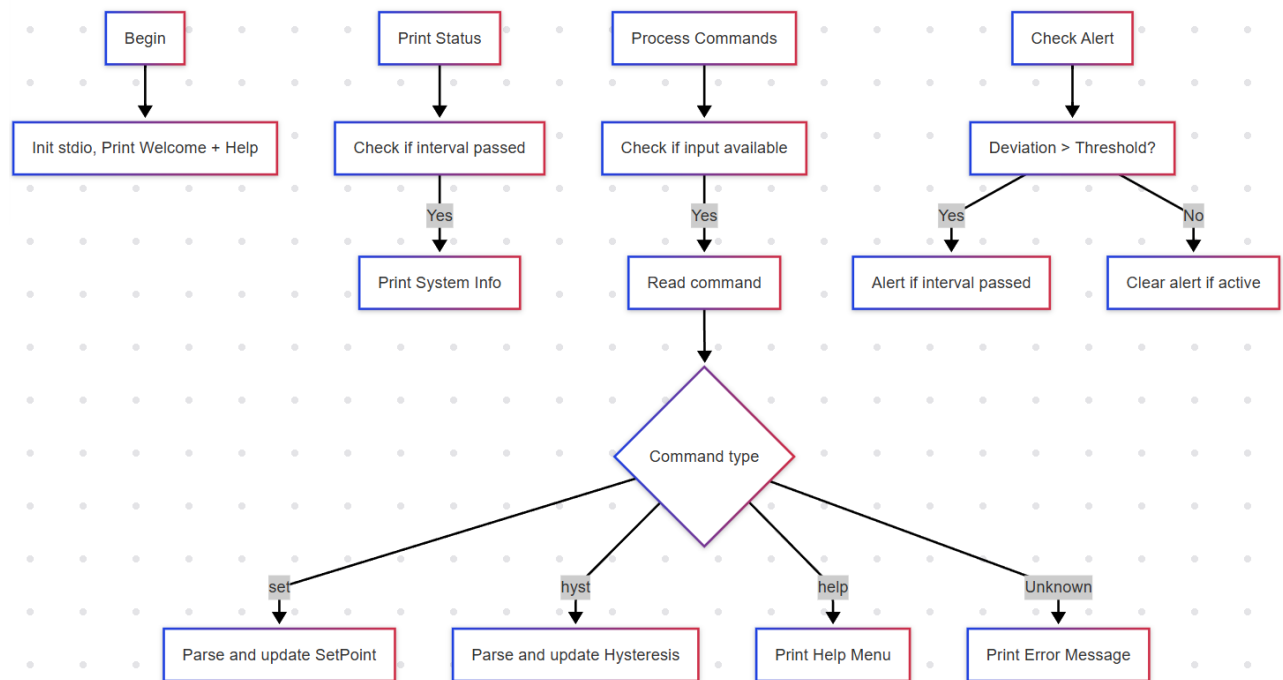 Begin
Print Status
Process Commands
Check Alert
Init stdio, Print Welcome + Help
Check if interval passed
Check if input available
Deviation > Threshold?
Yes
Yes
Yes
No
Print System Info
Read command
Alert if interval passed
Clear alert if active
Command type
set
hyst
help
Unknown
Parse and update SetPoint
Parse and update Hysteresis
Print Help Menu
Print Error Message